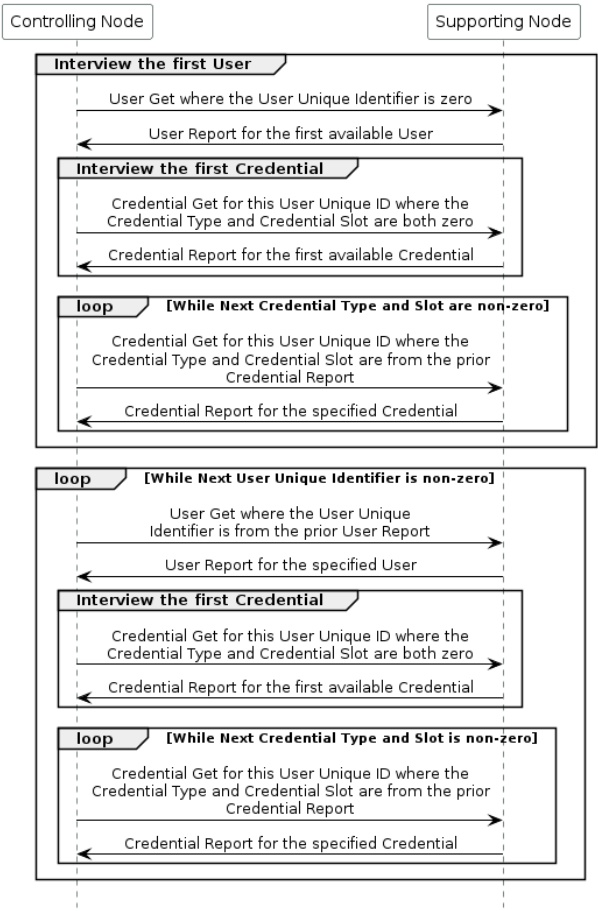 Controlling Node
Supporting Node
Interview the first User
User Get where the User Unique Identifier is zero
User Report for the first available User
Interview the first Credential
Credential Get for this User Unique ID where the
Credential Type and Credential Slot are both zero
Credential Report for the first available Credential
loop
[While Next Credential Type and Slot are non-zero]
Credential Get for this User Unique ID where the
Credential Type and Credential Slot are from the prior
Credential Report
Credential Report for the specified Credential
loop
[While Next User Unique Identifier is non-zero]
User Get where the User Unique
Identifier is from the prior User Report
User Report for the specified User
Interview the first Credential
Credential Get for this User Unique ID where the
Credential Type and Credential Slot are both zero
Credential Report for the first available Credential
loop
[While Next Credential Type and Slot is non-zero]
Credential Get for this User Unique ID where the
Credential Type and Credential Slot are from the prior
Credential Report
Credential Report for the specified Credential